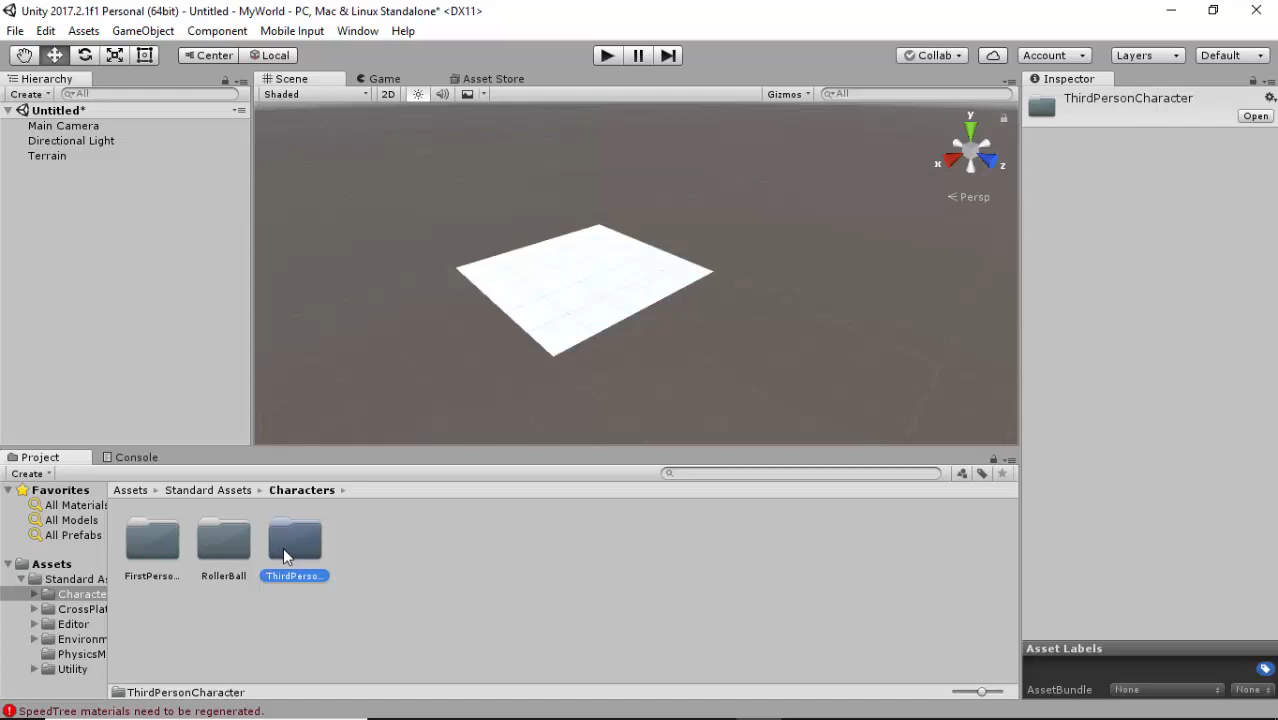 Unity 2017.2.1f1 Personal (64bit) - Untitled - MyWorld - PC, Mac & Linux Standalone* <DX11>
File Edit Assets GameObject Component Mobile Input Window Help
Center Local Collab Account Layers Default
Hierarchy Scene Game Asset Store Inspector
Create All Shaded 2D Gizmos All
ThirdPersonCharacter
Open
Untitled*
Main Camera
Directional Light
Terrain
y
x
z
Persp
Project Console
Create
Favorites
All Materials
All Models
All Prefabs
Assets
Standard As
Characte
CrossPlat
Editor
Environm
PhysicsM
Utility
Assets Standard Assets Characters
FirstPerso... RollerBall ThirdPerso...
ThirdPersonCharacter
Asset Labels
AssetBundle None None
SpeedTree materials need to be regenerated.